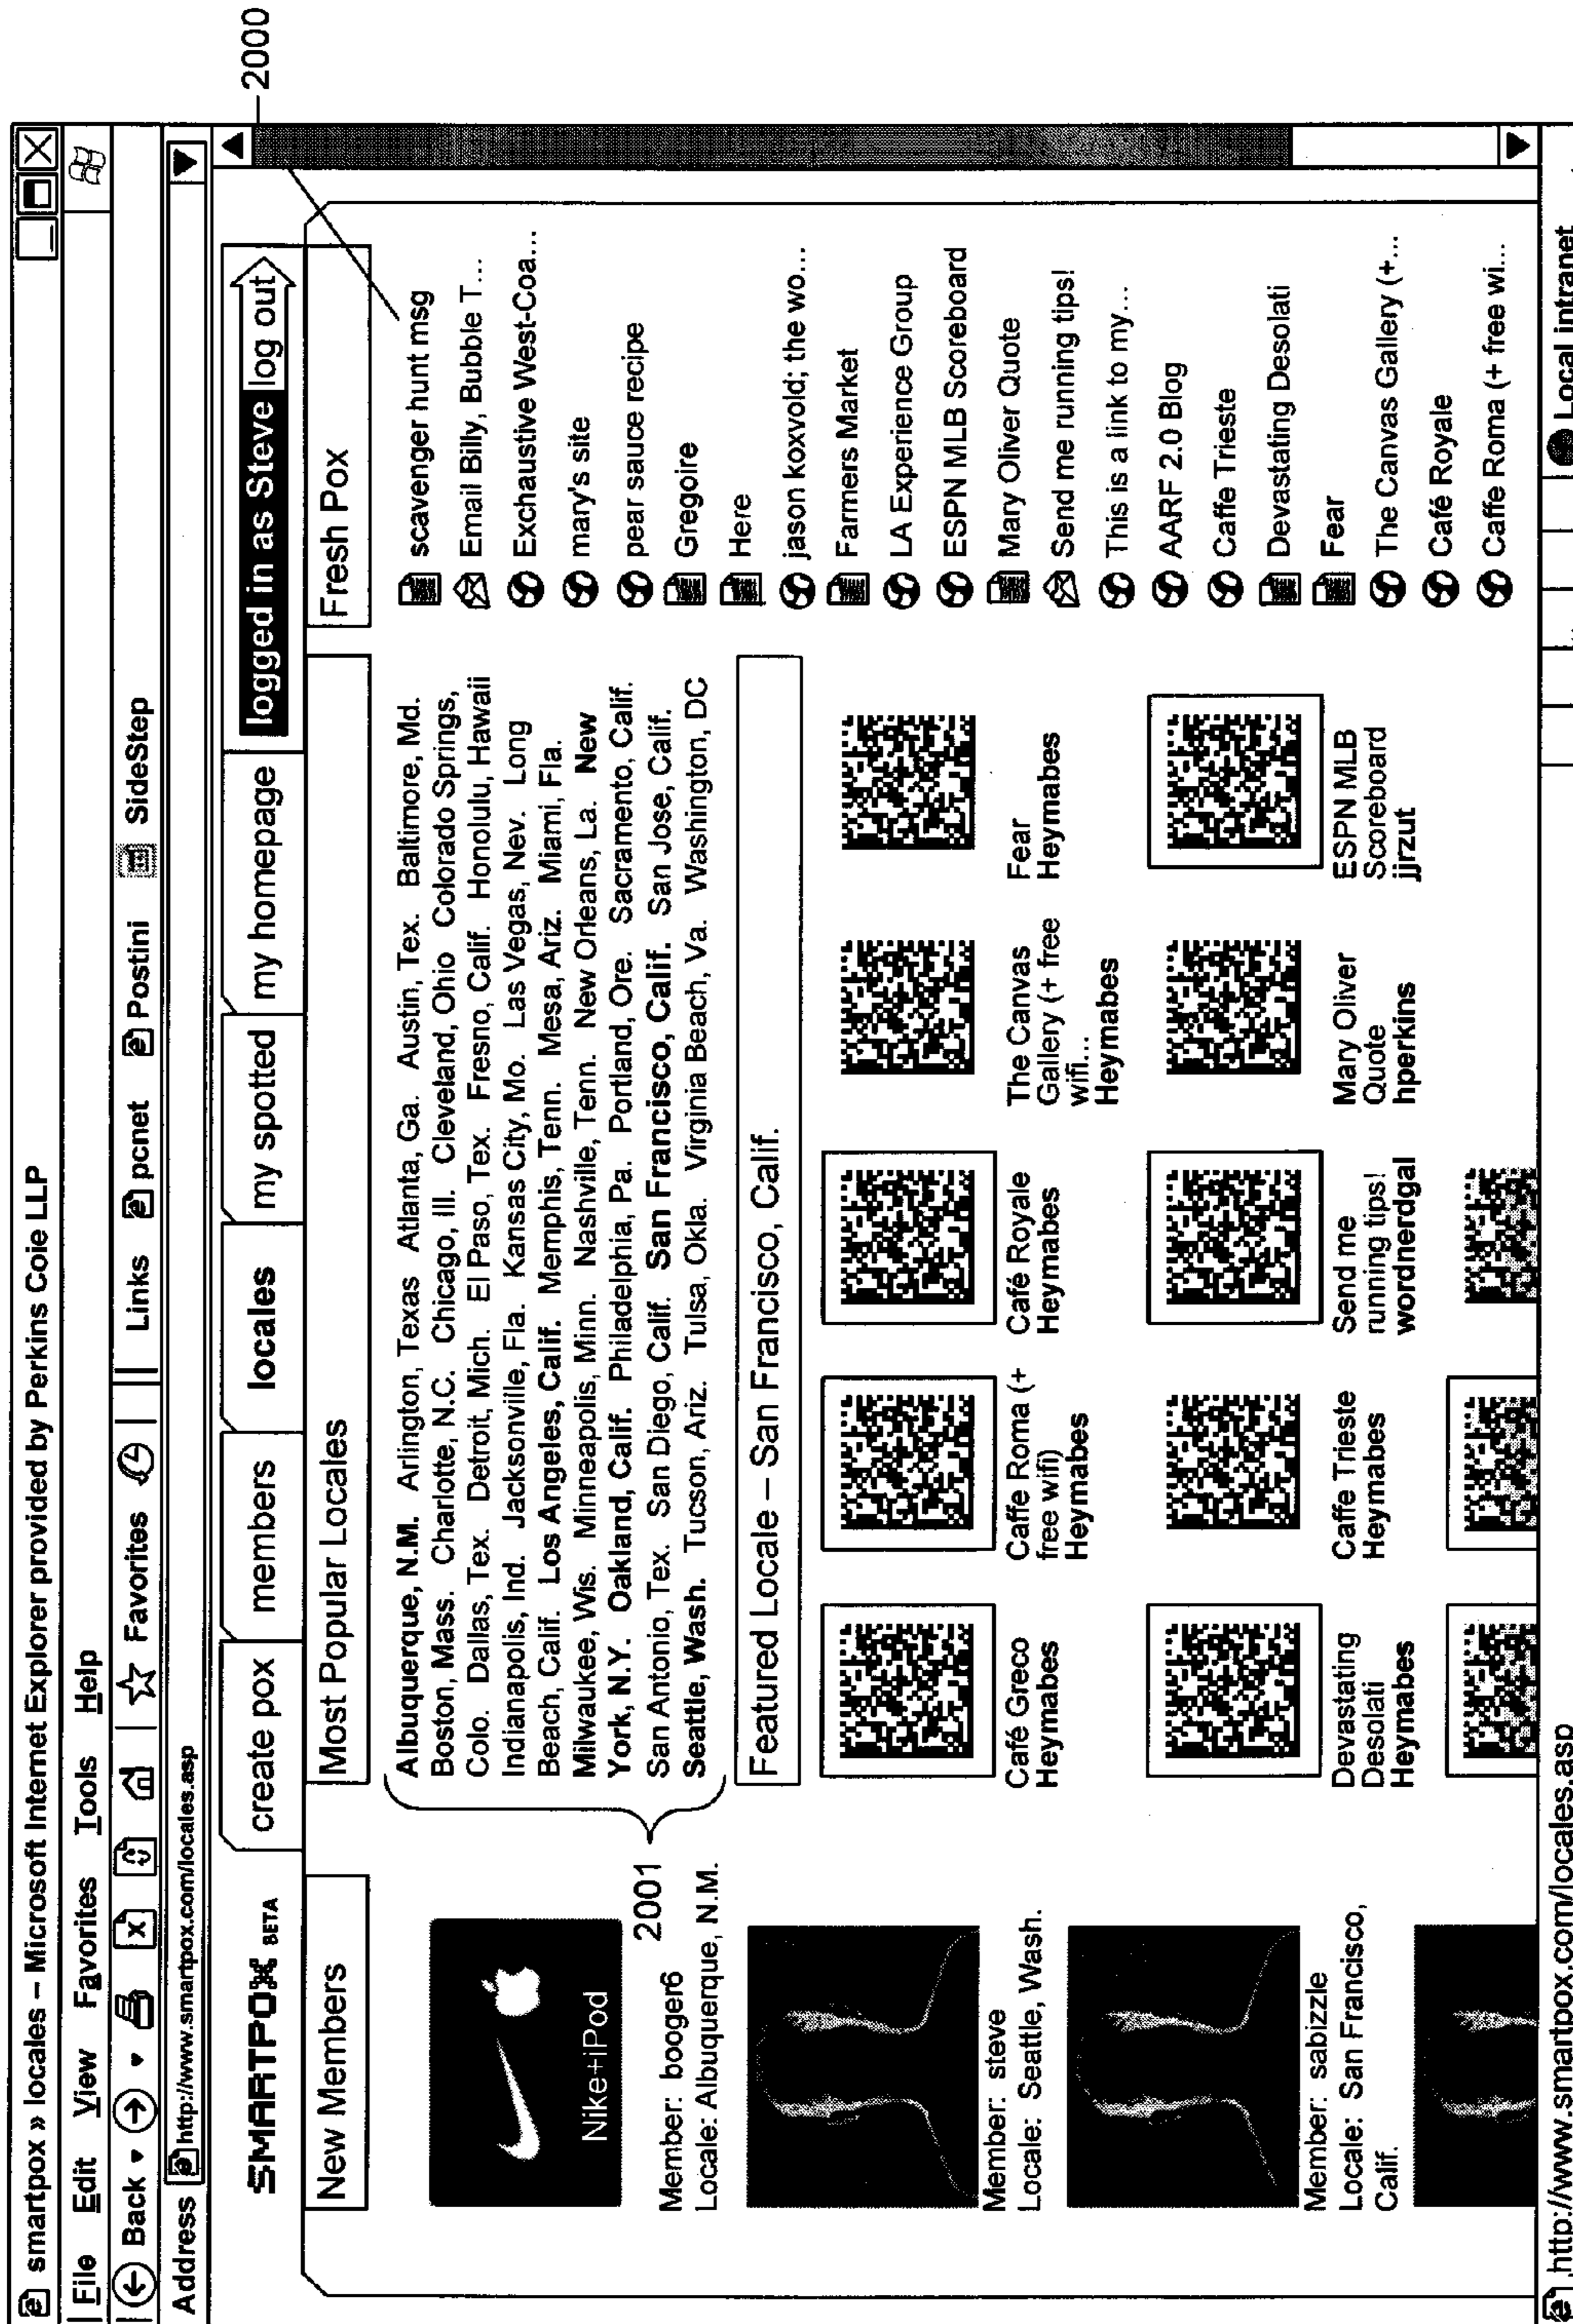 smartpox » locales – Microsoft Internet Explorer provided by Perkins Coie LLP
File Edit View Favorites Tools Help
Back Favorites Links pcnet Postini SideStep
Address http://www.smartpox.com/locales.asp
2000
SMARTPOX BETA
create pox
members
locales
my spotted
my homepage
logged in as Steve log out
New Members
Nike+iPod
Member: booger6
Locale: Albuquerque, N.M.
Member: steve
Locale: Seattle, Wash.
Member: sabizzle
Locale: San Francisco,
Calif.
2001
Most Popular Locales
Albuquerque, N.M. Arlington, Texas Atlanta, Ga. Austin, Tex. Baltimore, Md.
Boston, Mass. Charlotte, N.C. Chicago, Ill. Cleveland, Ohio Colorado Springs,
Colo. Dallas, Tex. Detroit, Mich. El Paso, Tex. Fresno, Calif. Honolulu, Hawaii
Indianapolis, Ind. Jacksonville, Fla. Kansas City, Mo. Las Vegas, Nev. Long
Beach, Calif. Los Angeles, Calif. Memphis, Tenn. Mesa, Ariz. Miami, Fla.
Milwaukee, Wis. Minneapolis, Minn. Nashville, Tenn. New Orleans, La. New
York, N.Y. Oakland, Calif. Philadelphia, Pa. Portland, Ore. Sacramento, Calif.
San Antonio, Tex. San Diego, Calif. San Francisco, Calif. San Jose, Calif.
Seattle, Wash. Tucson, Ariz. Tulsa, Okla. Virginia Beach, Va. Washington, DC
Featured Locale – San Francisco, Calif.
Café Greco
Heymabes
Caffe Roma (+
free wifi)
Heymabes
Café Royale
Heymabes
The Canvas
Gallery (+ free
wifi...
Heymabes
Fear
Heymabes
Devastating
Desolati
Heymabes
Caffe Trieste
Heymabes
Send me
running tips!
wordnerdgal
Mary Oliver
Quote
hperkins
ESPN MLB
Scoreboard
jjrzut
Fresh Pox
scavenger hunt msg
Email Billy, Bubble T...
Exchaustive West-Coa...
mary's site
pear sauce recipe
Gregoire
Here
jason koxvold; the wo...
Farmers Market
LA Experience Group
ESPN MLB Scoreboard
Mary Oliver Quote
Send me running tips!
This is a link to my...
AARF 2.0 Blog
Caffe Trieste
Devastating Desolati
Fear
The Canvas Gallery (+...
Café Royale
Caffe Roma (+ free wi...
http://www.smartpox.com/locales.asp
Local intranet